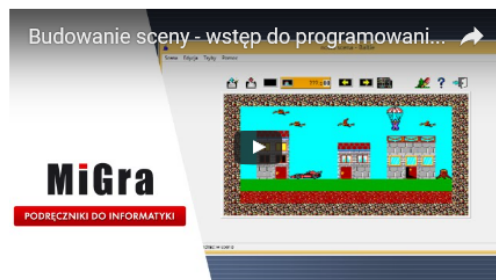 Budowanie sceny - wstęp do programowani...
MiGra
PODRĘCZNIKI DO INFORMATYKI